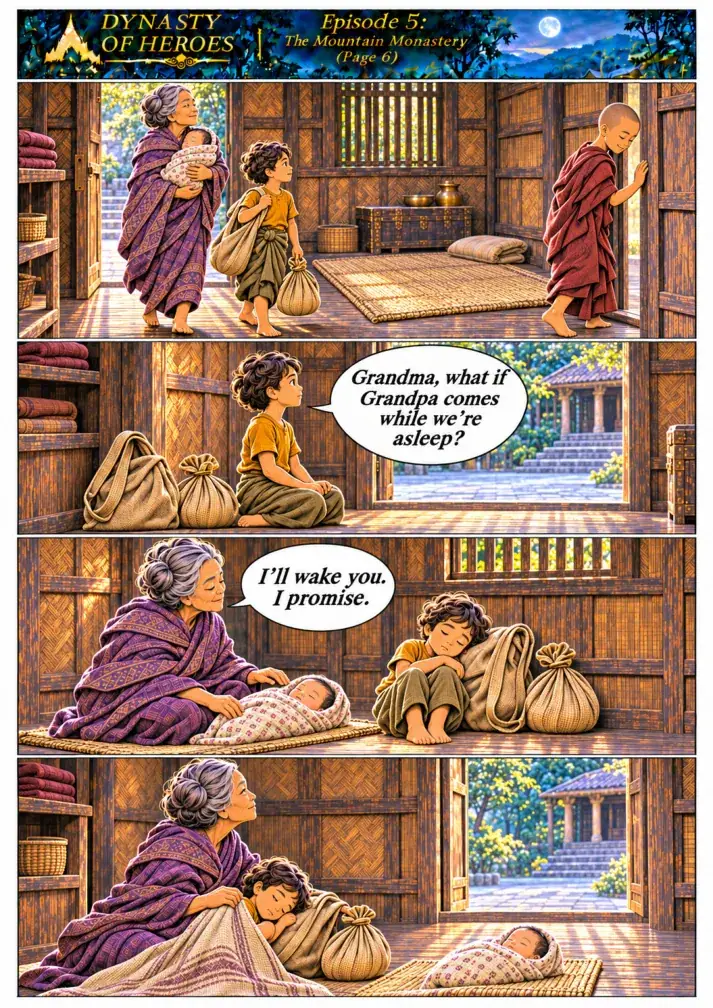 DYNASTY
OF HEROES
Episode 5:
The Mountain Monastery
(Page 6)
Grandma, what if
Grandpa comes
while we're
asleep?
I'll wake you.
I promise.